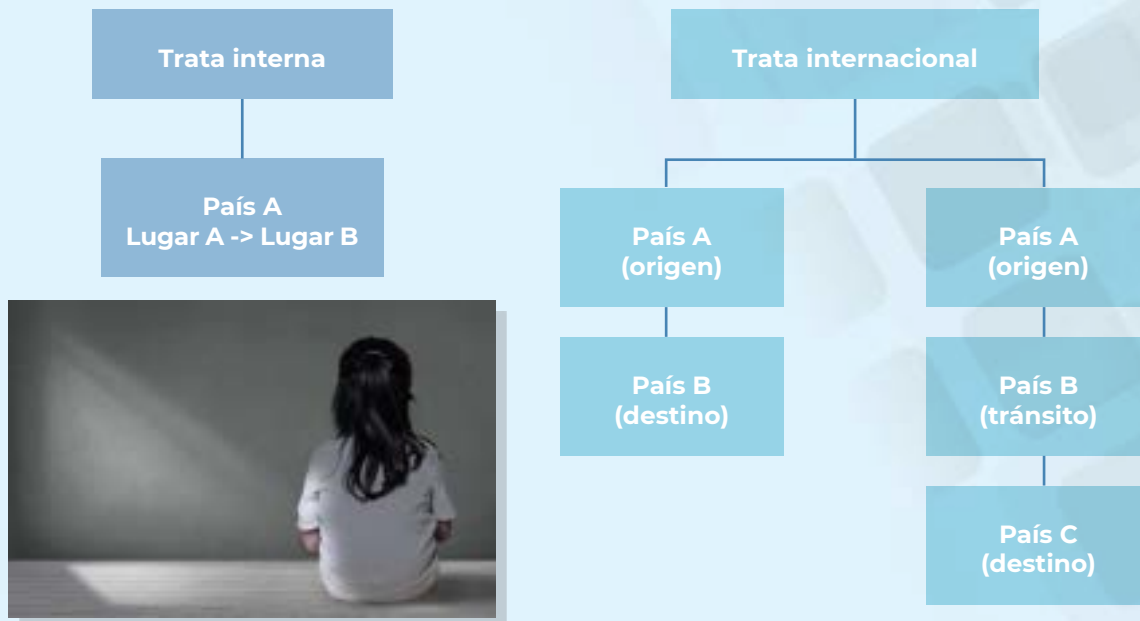 Trata interna
País A
Lugar A -> Lugar B
Trata internacional
País A
(origen)
País B
(destino)
País A
(origen)
País B
(tránsito)
País C
(destino)